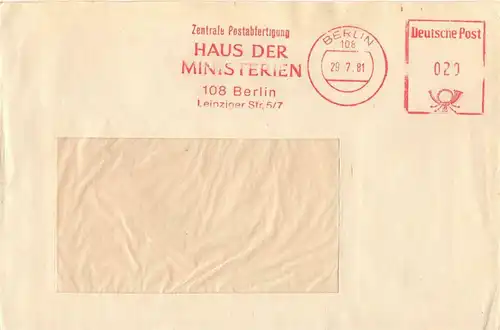 Zentrale Postabfertigung
HAUS DER
MINISTERIEN
108 Berlin
Leipziger Str. 5/7
BERLIN
108
29.7.81
Deutsche Post
020